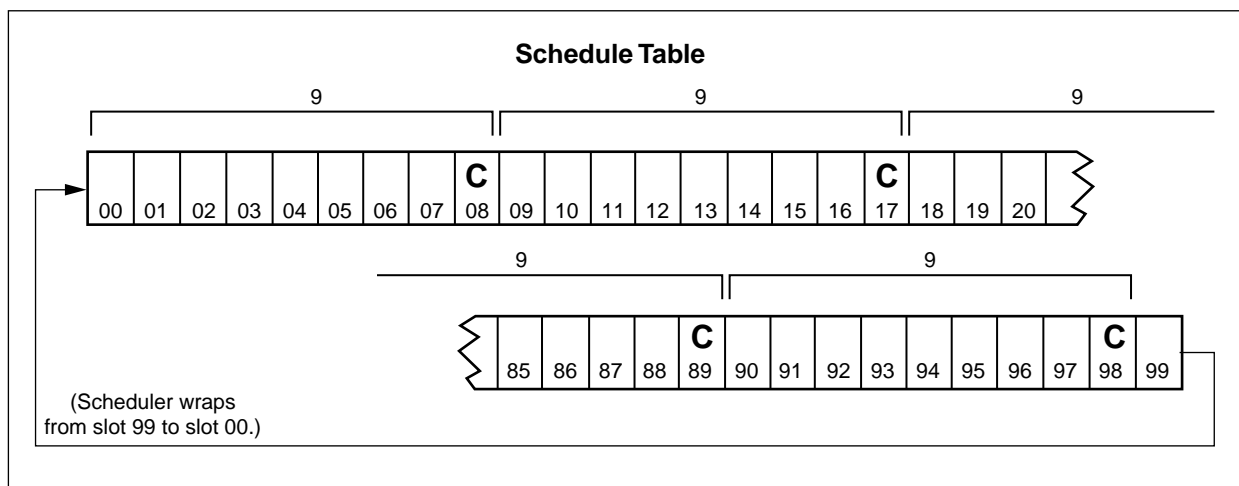 Schedule Table
9 9 9
C C
00 01 02 03 04 05 06 07 08 09 10 11 12 13 14 15 16 17 18 19 20
9 9
C C
85 86 87 88 89 90 91 92 93 94 95 96 97 98 99
(Scheduler wraps
from slot 99 to slot 00.)